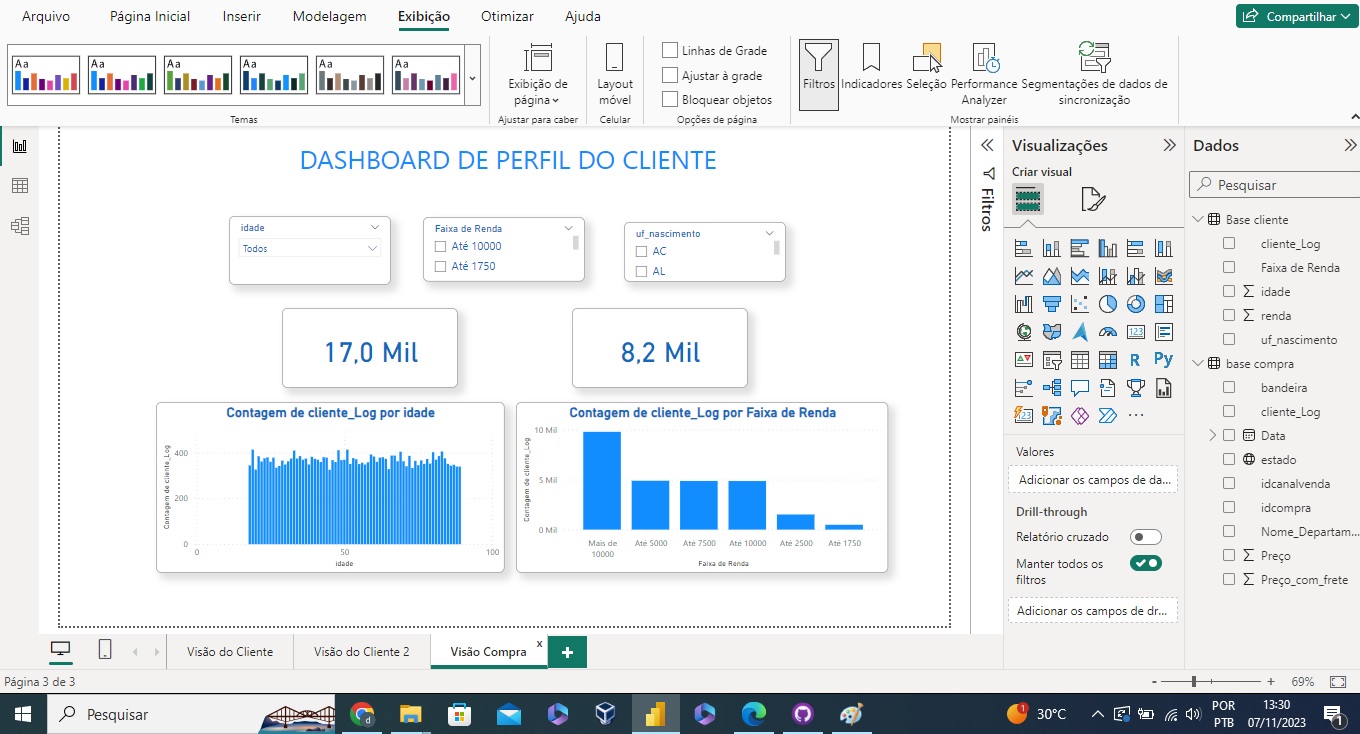 Arquivo Página Inicial Inserir Modelagem Exibição Otimizar Ajuda Compartilhar
Aa Aa Aa Aa Aa Aa
Exibição de página
Layout móvel
Linhas de Grade
Ajustar à grade
Bloquear objetos
Filtros Indicadores Seleção Performance Analyzer Segmentações de dados de sincronização
Temas Ajustar para caber Celular Opções de página Mostrar painéis
DASHBOARD DE PERFIL DO CLIENTE
idade
Todos
Faixa de Renda
Até 10000
Até 1750
uf_nascimento
AC
AL
17,0 Mil
8,2 Mil
Contagem de cliente_Log por idade
Contagem de cliente_Log
400
200
0
0 50 100
idade
Contagem de cliente_Log por Faixa de Renda
Contagem de cliente_Log
10 Mil
5 Mil
0 Mil
Mais de 10000 Até 5000 Até 7500 Até 10000 Até 2500 Até 1750
Faixa de Renda
Filtros
Visualizações
Criar visual
123
R
Py
123
...
Valores
Adicionar os campos de da...
Drill-through
Relatório cruzado
Manter todos os
filtros
Adicionar os campos de dr...
Dados
Pesquisar
Base cliente
cliente_Log
Faixa de Renda
idade
renda
uf_nascimento
base compra
bandeira
cliente_Log
Data
estado
idcanalvenda
idcompra
Nome_Departam...
Preço
Preço_com_frete
Visão do Cliente Visão do Cliente 2 Visão Compra x +
Página 3 de 3 - + 69%
Pesquisar
d
1 30°C
POR
PTB
13:30
07/11/2023
1